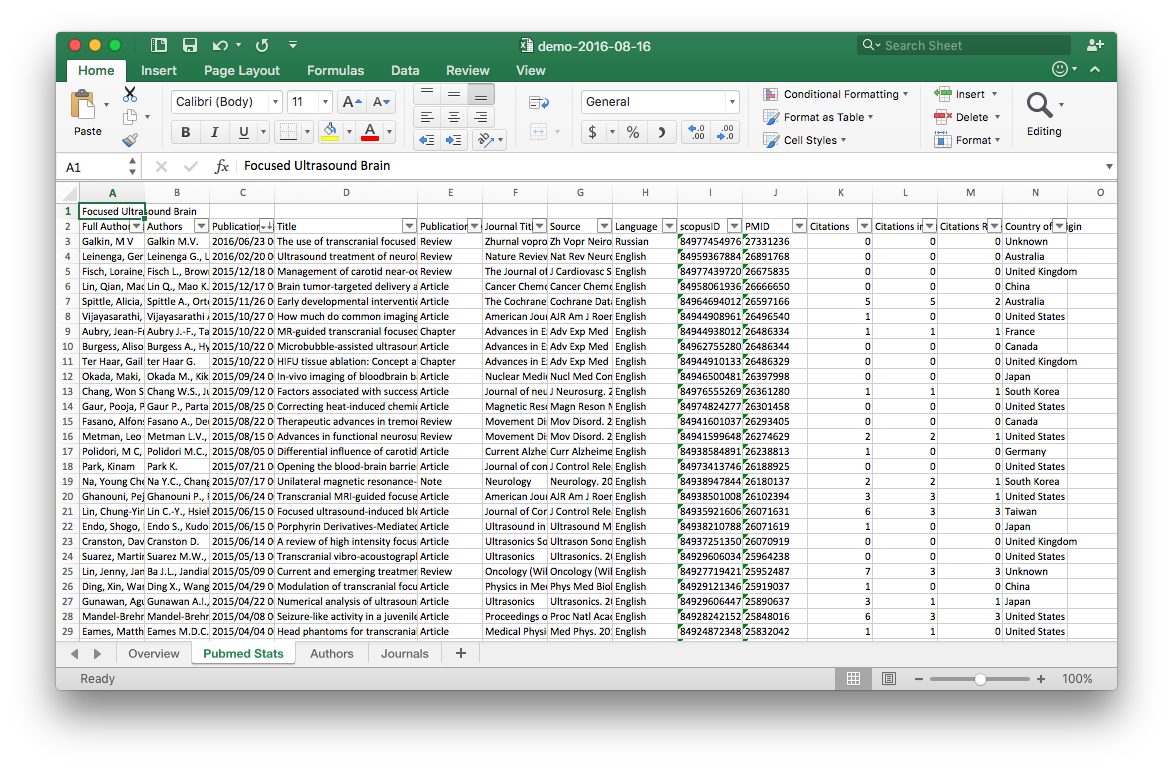 demo-2016-08-16
Search Sheet
Home Insert Page Layout Formulas Data Review View
Paste
Calibri (Body) 11 A A
B I U A
General
$ % )
Conditional Formatting
Format as Table
Cell Styles
Insert
Delete
Format
Editing
A1 fx Focused Ultrasound Brain
A B C D E F G H I J K L M N O
1 Focused Ultrasound Brain
2 Full Author Authors Publication Title Publication Journal Titl Source Language scopusID PMID Citations Citations in Citations R Country of igin
3 Galkin, M V Galkin M.V. 2016/06/23 0 The use of transcranial focused Review Zhurnal vopro Zh Vopr Neiro Russian 84977454976 27331236 0 0 0 Unknown
4 Leinenga, Ger Leinenga G., L 2016/02/20 0 Ultrasound treatment of neurol Review Nature Review Nat Rev Neuro English 84959367884 26891768 0 0 0 Australia
5 Fisch, Loraine, Fisch L., Brown 2015/12/18 0 Management of carotid near-oc Review The Journal of J Cardiovasc S English 84977439720 26675835 0 0 0 United Kingdom
6 Lin, Qian, Mao Lin Q., Mao K. 2015/12/17 0 Brain tumor-targeted delivery a Article Cancer Chemo Cancer Chemo English 84958061936 26666650 0 0 0 China
7 Spittle, Alicia, Spittle A., Orto 2015/11/26 0 Early developmental interventio Article The Cochrane Cochrane Data English 84964694012 26597166 5 5 2 Australia
8 Vijayasarathi, Vijayasarathi A 2015/10/27 0 How much do common imaging Article American Jour AJR Am J Roen English 84944908961 26496540 1 0 0 United States
9 Aubry, Jean-Fr Aubry J.-F., Ta 2015/10/22 0 MR-guided transcranial focused Chapter Advances in E Adv Exp Med English 84944938012 26486334 1 1 1 France
10 Burgess, Aliso Burgess A., Hy 2015/10/22 0 Microbubble-assisted ultrasoun Article Advances in E Adv Exp Med English 84962755280 26486344 0 0 0 Canada
11 Ter Haar, Gail ter Haar G. 2015/10/22 0 HIFU tissue ablation: Concept a Chapter Advances in E Adv Exp Med English 84944910133 26486329 0 0 0 United Kingdom
12 Okada, Maki, Okada M., Kik 2015/09/24 0 In-vivo imaging of bloodbrain b Article Nuclear Medi Nucl Med Con English 84946500481 26397998 0 0 0 Japan
13 Chang, Won S Chang W.S., Ju 2015/09/12 0 Factors associated with success Article Journal of neu J Neurosurg. 2 English 84976555269 26361280 1 1 1 South Korea
14 Gaur, Pooja, P Gaur P., Parta 2015/08/25 0 Correcting heat-induced chemic Article Magnetic Reso Magn Reson M English 84974824277 26301458 0 0 0 United States
15 Fasano, Alfons Fasano A., De 2015/08/22 0 Therapeutic advances in tremor Review Movement Di Mov Disord. 2 English 84941601037 26293405 0 0 0 Canada
16 Metman, Leo Metman L.V., 2015/08/15 0 Advances in functional neurosu Review Movement Di Mov Disord. 2 English 84941599648 26274629 2 2 1 United States
17 Polidori, M C, Polidori M.C., 2015/08/05 0 Differential influence of carotid Article Current Alzhe Curr Alzheime English 84938584891 26238813 1 0 0 Germany
18 Park, Kinam Park K. 2015/07/21 0 Opening the blood-brain barrie Article Journal of con J Control Relea English 84973413746 26188925 0 0 0 United States
19 Na, Young Che Na Y.C., Chang 2015/07/17 0 Unilateral magnetic resonance- Note Neurology Neurology. 20 English 84938947844 26180137 2 2 1 South Korea
20 Ghanouni, Pej Ghanouni P., P 2015/06/24 0 Transcranial MRI-guided focuse Article American Jour AJR Am J Roen English 84938501008 26102394 3 3 1 United States
21 Lin, Chung-Yin Lin C.-Y., Hsieh 2015/06/15 0 Focused ultrasound-induced blo Article Journal of Con J Control Relea English 84935921606 26071631 6 3 3 Taiwan
22 Endo, Shogo, Endo S., Kudo 2015/06/15 0 Porphyrin Derivatives-Mediated Article Ultrasound in Ultrasound M English 84938210788 26071619 1 0 0 Japan
23 Cranston, Dav Cranston D. 2015/06/14 0 A review of high intensity focus Article Ultrasonics So Ultrason Sono English 84937251350 26070919 0 0 0 United Kingdom
24 Suarez, Martin Suarez M.W., 2015/05/13 0 Transcranial vibro-acoustograph Article Ultrasonics Ultrasonics. 20 English 84929606034 25964238 0 0 0 United States
25 Lin, Jenny, Jan Ba J.L., Jandial 2015/05/09 0 Current and emerging treatmer Review Oncology (Wil Oncology (Wil English 84927719421 25952487 7 3 3 Unknown
26 Ding, Xin, Wan Ding X., Wang 2015/04/29 0 Modulation of transcranial focu Article Physics in Med Phys Med Biol English 84929121346 25919037 1 0 0 China
27 Gunawan, Agu Gunawan A.I., 2015/04/22 0 Numerical analysis of ultrasoun Article Ultrasonics Ultrasonics. 20 English 84929606447 25890637 3 1 1 Japan
28 Mandel-Brehr Mandel-Brehr 2015/04/08 0 Seizure-like activity in a juvenile Article Proceedings o Proc Natl Acad English 84928242152 25848016 6 3 3 United States
29 Eames, Matth Eames M.D.C. 2015/04/04 0 Head phantoms for transcranial Article Medical Physi Med Phys. 20 English 84924872348 25832042 1 1 0 United States
Overview Pubmed Stats Authors Journals +
Ready 100%